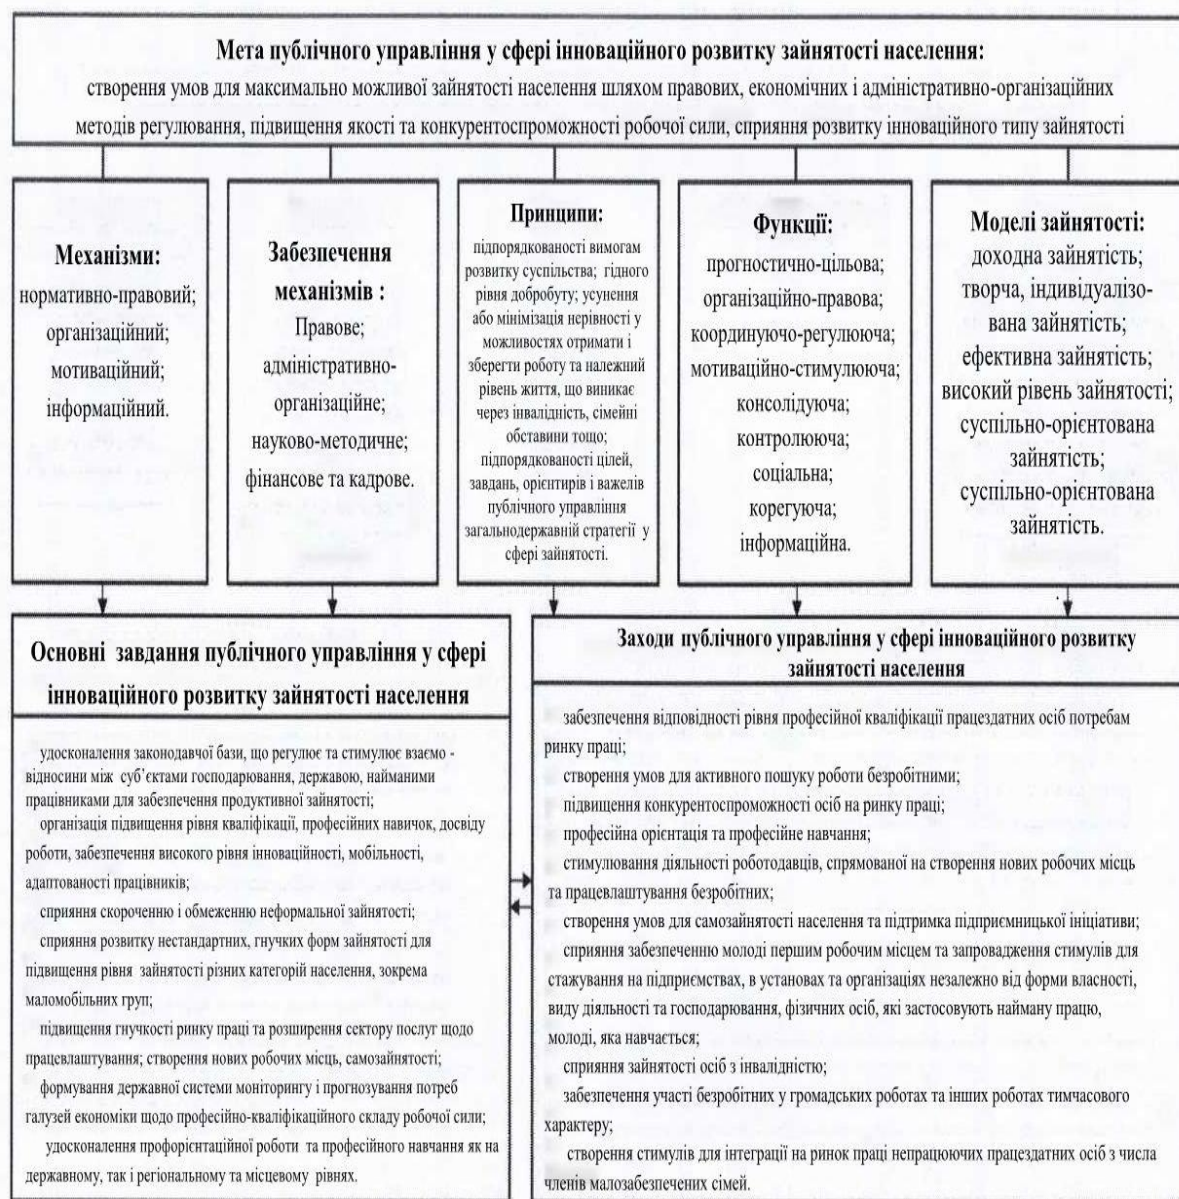 Мета публічного управління у сфері інноваційного розвитку зайнятості населення:
створення умов для максимально можливої зайнятості населення шляхом правових, економічних і адміністративно-організаційних
методів регулювання, підвищення якості та конкурентоспроможності робочої сили, сприяння розвитку інноваційного типу зайнятості
Механізми:
нормативно-правовий;
організаційний;
мотиваційний;
інформаційний.
Забезпечення
механізмів :
Правове;
адміністративно-
організаційне;
науково-методичне;
фінансове та кадрове.
Принципи:
підпорядкованості вимогам
розвитку суспільства; гідного
рівня добробуту; усунення
або мінімізація нерівності у
можливостях отримати і
зберегти роботу та належний
рівень життя, що виникає
через інвалідність, сімейні
обставини тощо;
підпорядкованості цілей,
завдань, орієнтирів і важелів
публічного управління
загальнодержавній стратегії у
сфері зайнятості.
Функції:
прогностично-цільова;
організаційно-правова;
координуючо-регулююча;
мотиваційно-стимулююча;
консолідуюча;
контролююча;
соціальна;
корегуюча;
інформаційна.
Моделі зайнятості:
доходна зайнятість;
творча, індивідуалізо-
вана зайнятість;
ефективна зайнятість;
високий рівень зайнятості;
суспільно-орієнтована
зайнятість;
суспільно-орієнтована
зайнятість.
Основні завдання публічного управління у сфері
інноваційного розвитку зайнятості населення
удосконалення законодавчої бази, що регулює та стимулює взаємо -
відносини між суб’єктами господарювання, державою, найманими
працівниками для забезпечення продуктивної зайнятості;
організація підвищення рівня кваліфікації, професійних навичок, досвіду
роботи, забезпечення високого рівня інноваційності, мобільності,
адаптованості працівників;
сприяння скороченню і обмеженню неформальної зайнятості;
сприяння розвитку нестандартних, гнучких форм зайнятості для
підвищення рівня зайнятості різних категорій населення, зокрема
маломобільних груп;
підвищення гнучкості ринку праці та розширення сектору послуг щодо
працевлаштування; створення нових робочих місць, самозайнятості;
формування державної системи моніторингу і прогнозування потреб
галузей економіки щодо професійно-кваліфікаційного складу робочої сили;
удосконалення профорієнтаційної роботи та професійного навчання як на
державному, так і регіональному та місцевому рівнях.
Заходи публічного управління у сфері інноваційного розвитку
зайнятості населення
забезпечення відповідності рівня професійної кваліфікації працездатних осіб потребам
ринку праці;
створення умов для активного пошуку роботи безробітними;
підвищення конкурентоспроможності осіб на ринку праці;
професійна орієнтація та професійне навчання;
стимулювання діяльності роботодавців, спрямованої на створення нових робочих місць
та працевлаштування безробітних;
створення умов для самозайнятості населення та підтримка підприємницької ініціативи;
сприяння забезпеченню молоді першим робочим місцем та запровадження стимулів для
стажування на підприємствах, в установах та організаціях незалежно від форми власності,
виду діяльності та господарювання, фізичних осіб, які застосовують найману працю,
молоді, яка навчається;
сприяння зайнятості осіб з інвалідністю;
забезпечення участі безробітних у громадських роботах та інших роботах тимчасового
характеру;
створення стимулів для інтеграції на ринок праці непрацюючих працездатних осіб з числа
членів малозабезпечених сімей.